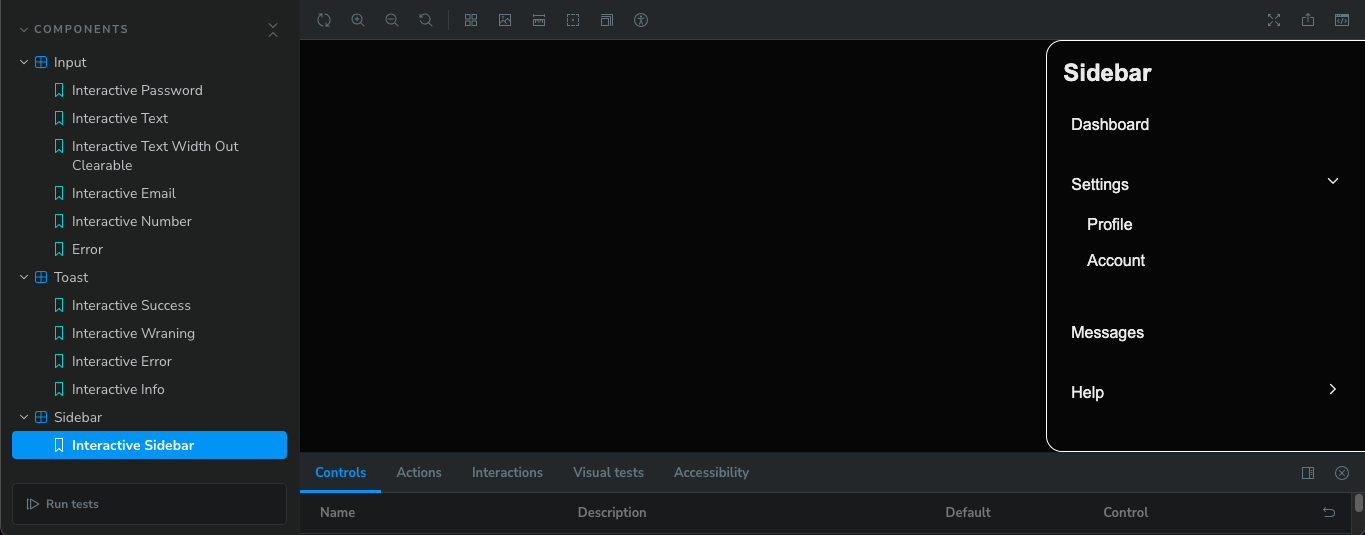 COMPONENTS
Input
Interactive Password
Interactive Text
Interactive Text Width Out
Clearable
Interactive Email
Interactive Number
Error
Toast
Interactive Success
Interactive Wraning
Interactive Error
Interactive Info
Sidebar
Interactive Sidebar
Run tests
Sidebar
Dashboard
Settings
Profile
Account
Messages
Help
Controls Actions Interactions Visual tests Accessibility
Name Description Default Control